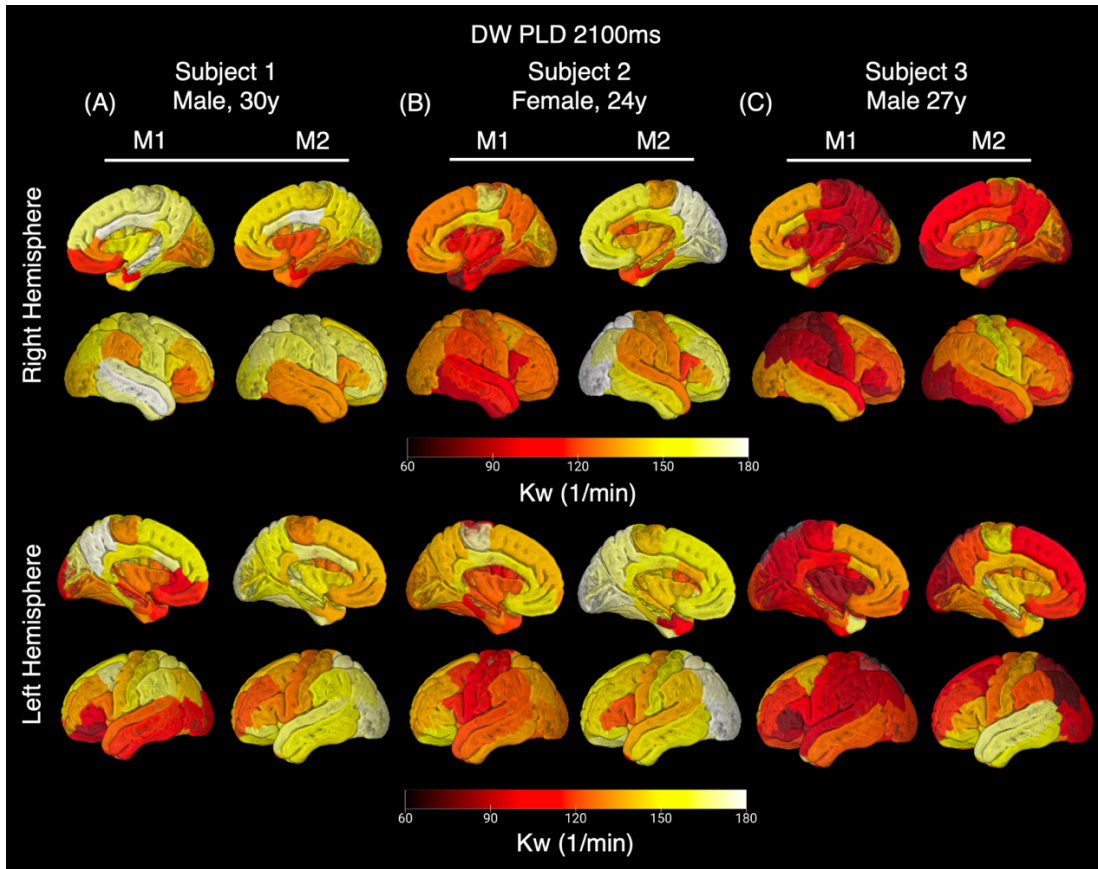 DW PLD 2100ms
Subject 1
Male, 30y
(A)
M1 M2
Subject 2
Female, 24y
(B)
M1 M2
Subject 3
Male 27y
(C)
M1 M2
Right Hemisphere
60 90 120 150 180
Kw (1/min)
Left Hemisphere
60 90 120 150 180
Kw (1/min)